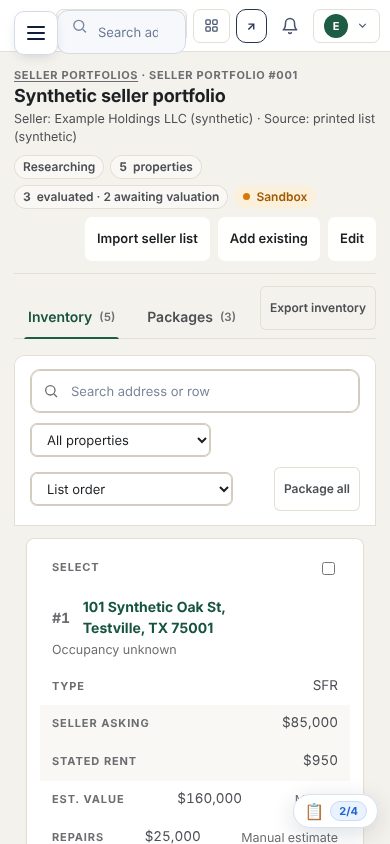 Search ad
E
SELLER PORTFOLIOS · SELLER PORTFOLIO #001
Synthetic seller portfolio
Seller: Example Holdings LLC (synthetic) · Source: printed list
(synthetic)
Researching 5 properties
3 evaluated · 2 awaiting valuation Sandbox
Import seller list Add existing Edit
Inventory (5) Packages (3) Export inventory
Search address or row
All properties
List order Package all
SELECT
#1 101 Synthetic Oak St,
Testville, TX 75001
Occupancy unknown
TYPE SFR
SELLER ASKING $85,000
STATED RENT $950
EST. VALUE $160,000
2/4
REPAIRS $25,000 Manual estimate